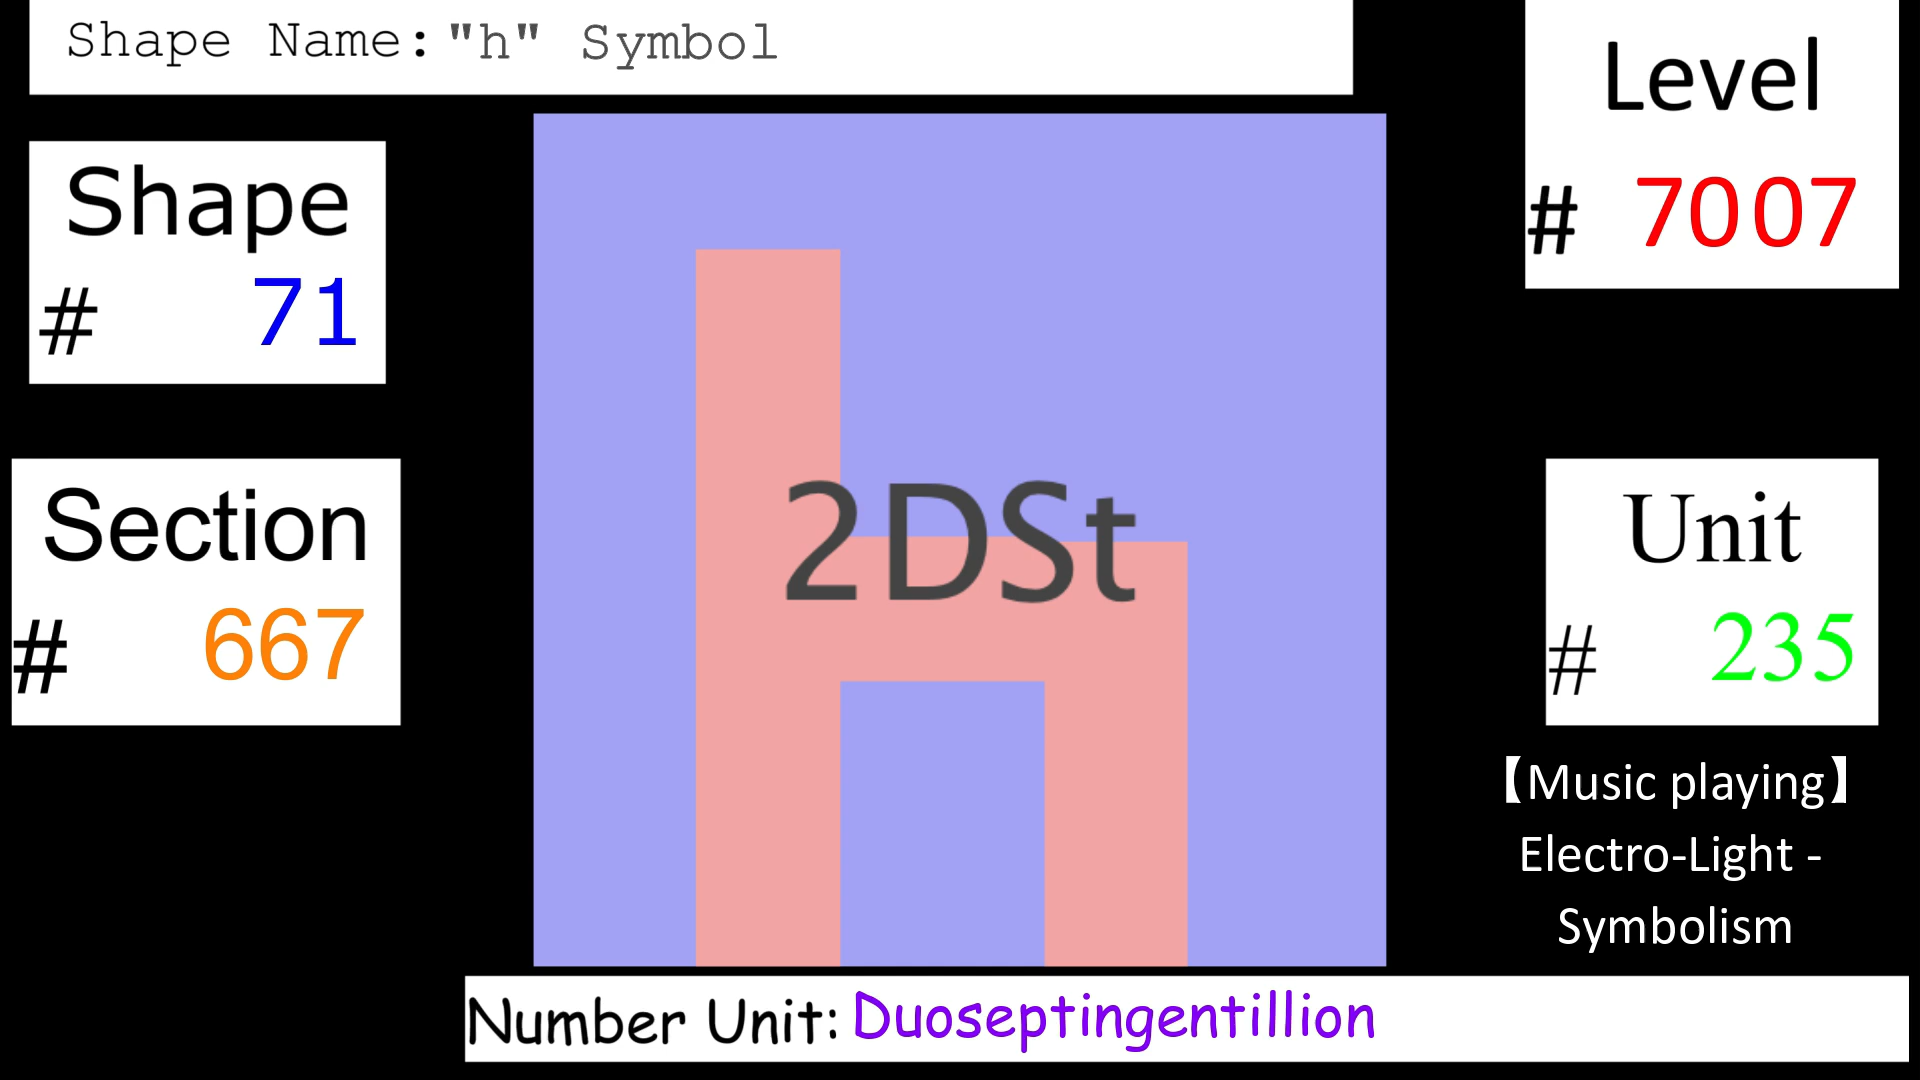 Shape Name: "h" Symbol
Level
# 7007
Shape
# 71
Section
# 667
2DSt
Unit
# 235
【Music playing】
Electro-Light -
Symbolism
Number Unit: Duoseptingentillion